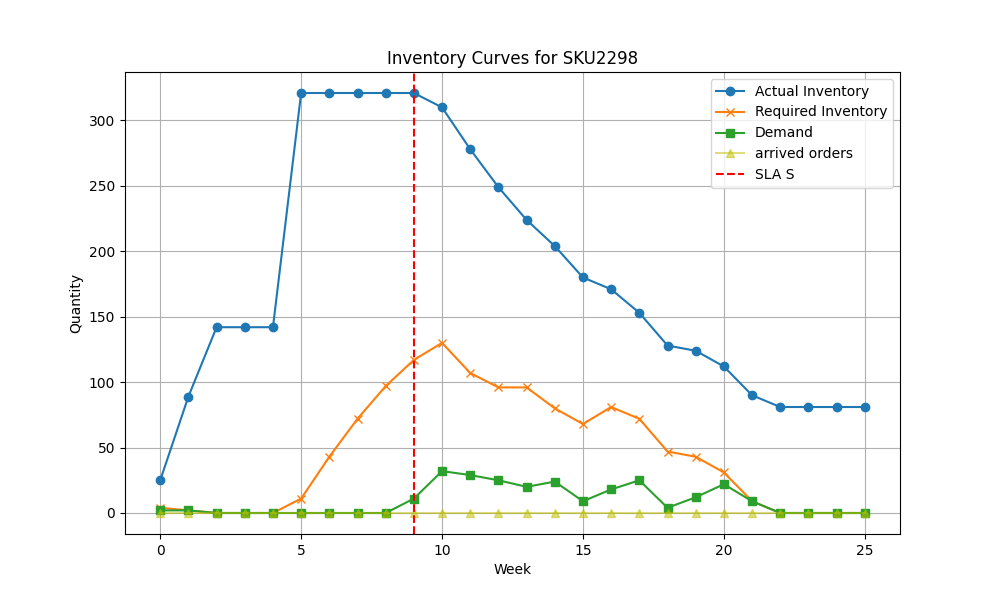 Inventory Curves for SKU2298
Actual Inventory
Required Inventory
Demand
arrived orders
SLA S
300
250
200
150
100
50
0
Quantity
0 5 10 15 20 25
Week